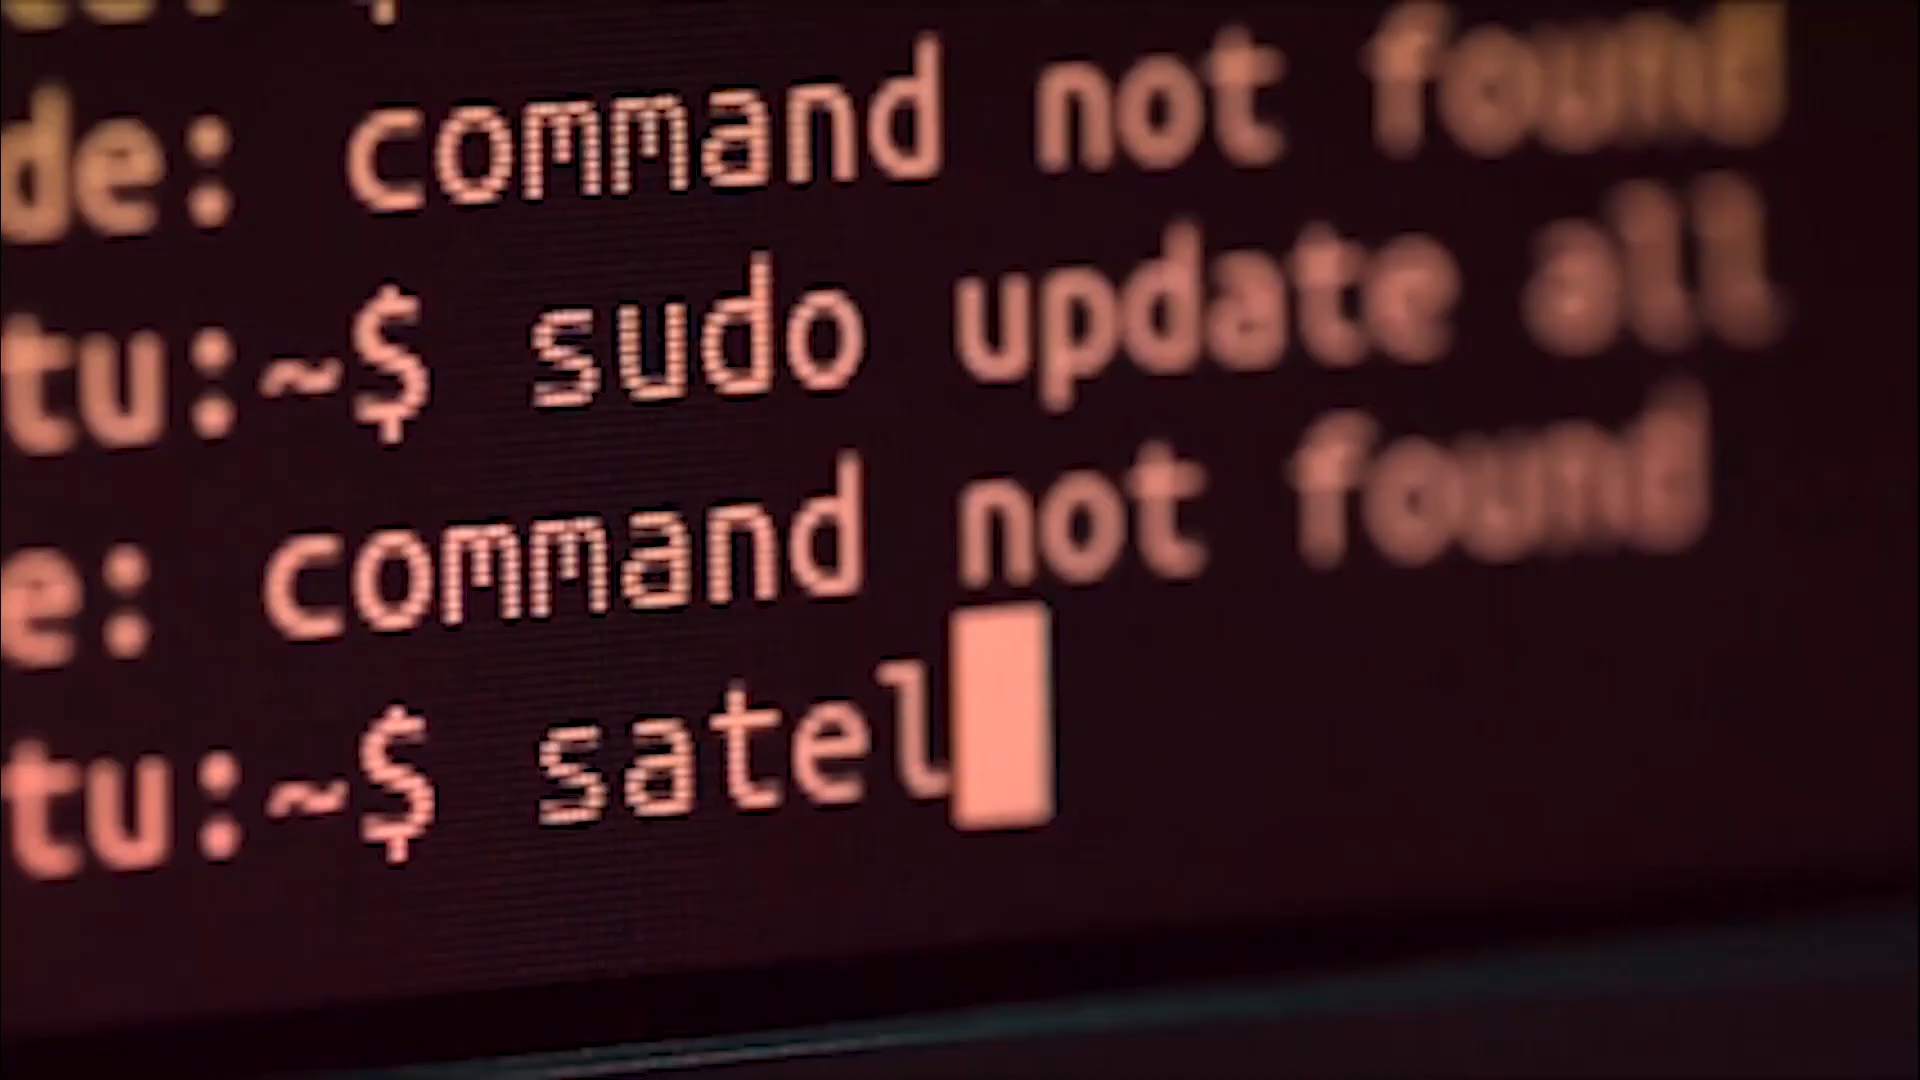 de: command not found
tu:~$ sudo update all
e: command not found
tu:~$ satel